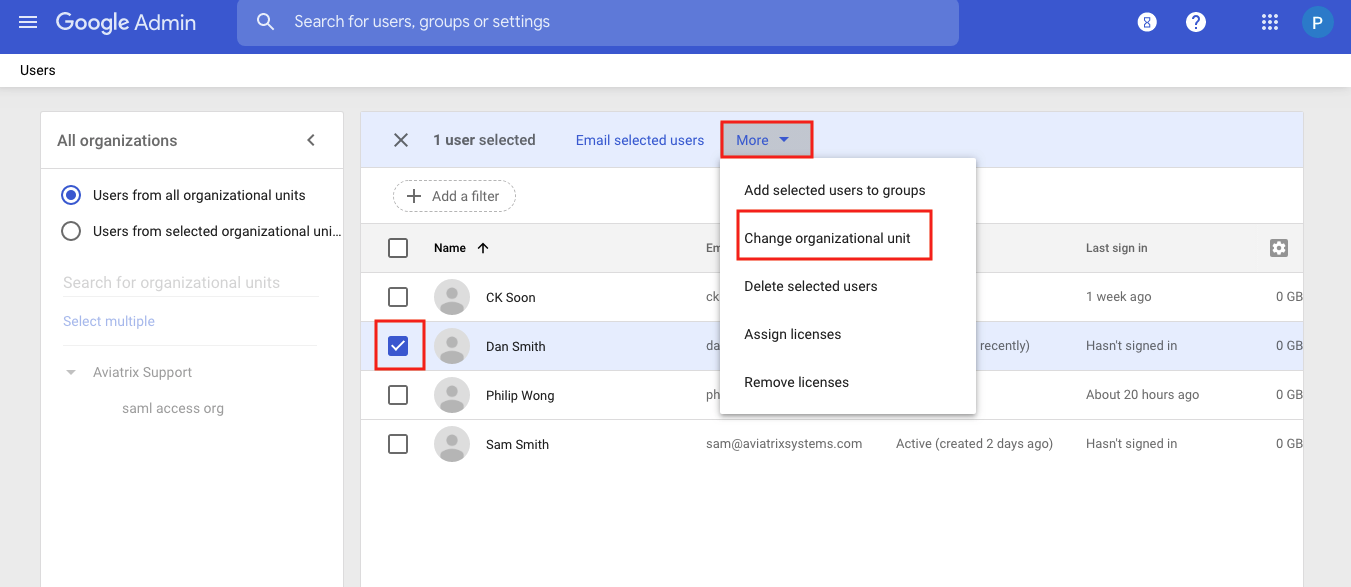 Google Admin
Search for users, groups or settings
P
Users
All organizations
Users from all organizational units
Users from selected organizational uni...
Search for organizational units
Select multiple
Aviatrix Support
saml access org
1 user selected
Email selected users
More
Add selected users to groups
Change organizational unit
Delete selected users
Assign licenses
Remove licenses
Add a filter
Name
Last sign in
CK Soon
ck
1 week ago
0 GB
Dan Smith
da
recently)
Hasn't signed in
0 GB
Philip Wong
ph
About 20 hours ago
0 GB
Sam Smith
sam@aviatrixsystems.com
Active (created 2 days ago)
Hasn't signed in
0 GB